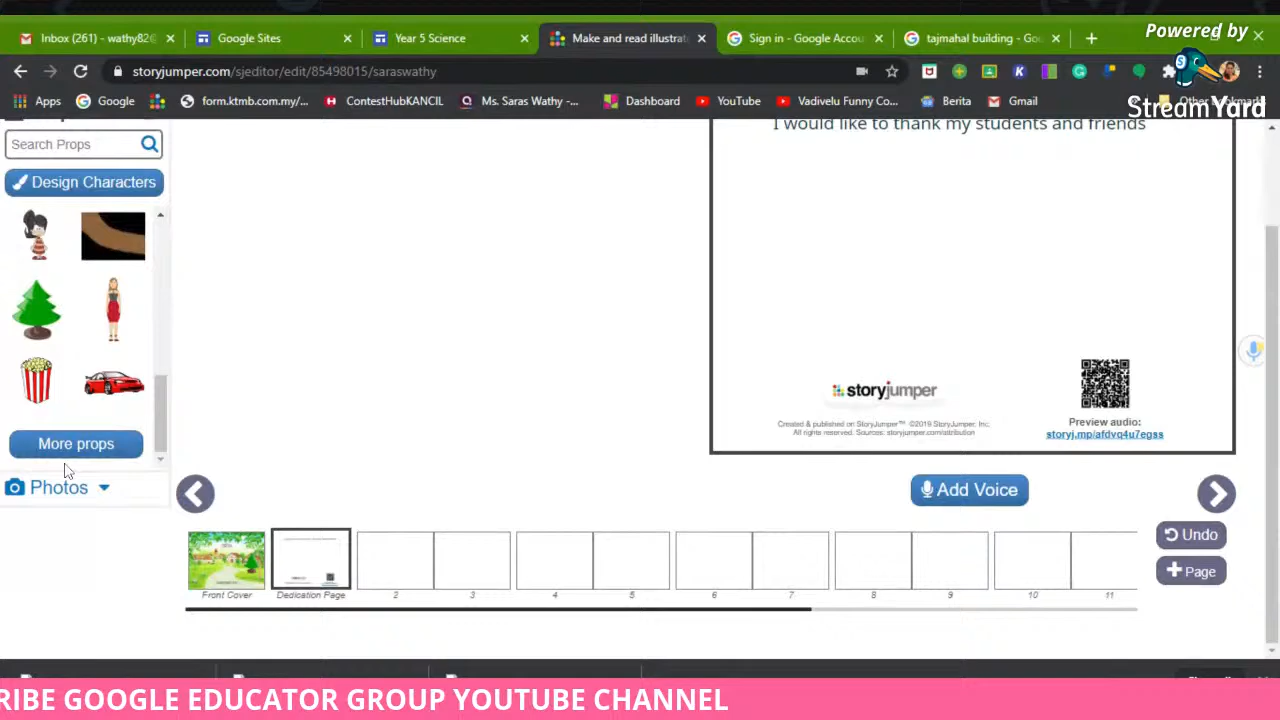 Powered by
StreamYard
Inbox (261) - wathy82
Google Sites
Year 5 Science
Make and read illustrat
Sign in - Google Accou
tajmahal building - Go
storyjumper.com/sjeditor/edit/85498015/saraswathy
Apps
Google
form.ktmb.com.my/...
ContestHubKANCIL
Ms. Saras Wathy -...
Dashboard
YouTube
Vadivelu Funny Co...
Berita
Gmail
Search Props
Design Characters
More props
Photos
I would like to thank my students and friends
storyjumper
Created & published on StoryJumper™ ©2019 StoryJumper, Inc.
All rights reserved. Sources: storyjumper.com/attribution
Preview audio:
storyj.mp/afdvq4u7egss
Add Voice
Undo
Page
Front Cover
Dedication Page
2
3
4
5
6
7
8
9
10
11
RIBE GOOGLE EDUCATOR GROUP YOUTUBE CHANNEL